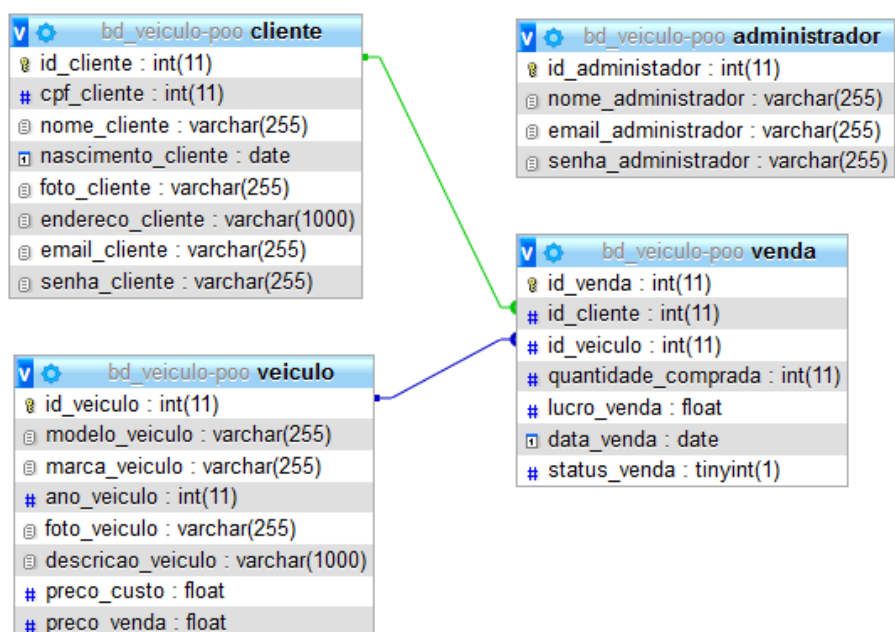 bd_veiculo-poo cliente
id_cliente : int(11)
cpf_cliente : int(11)
nome_cliente : varchar(255)
nascimento_cliente : date
foto_cliente : varchar(255)
endereco_cliente : varchar(1000)
email_cliente : varchar(255)
senha_cliente : varchar(255)
bd_veiculo-poo administrador
id_administador : int(11)
nome_administrador : varchar(255)
email_administrador : varchar(255)
senha_administrador : varchar(255)
bd_veiculo-poo venda
id_venda : int(11)
id_cliente : int(11)
id_veiculo : int(11)
quantidade_comprada : int(11)
lucro_venda : float
data_venda : date
status_venda : tinyint(1)
bd_veiculo-poo veiculo
id_veiculo : int(11)
modelo_veiculo : varchar(255)
marca_veiculo : varchar(255)
ano_veiculo : int(11)
foto_veiculo : varchar(255)
descricao_veiculo : varchar(1000)
preco_custo : float
preco_venda : float